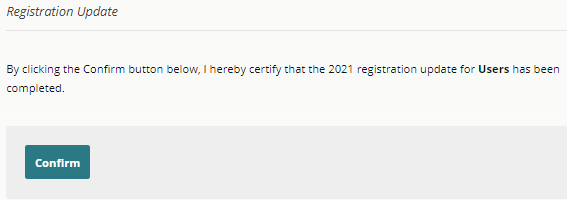 Registration Update
By clicking the Confirm button below, I hereby certify that the 2021 registration update for Users has been
completed.
Confirm